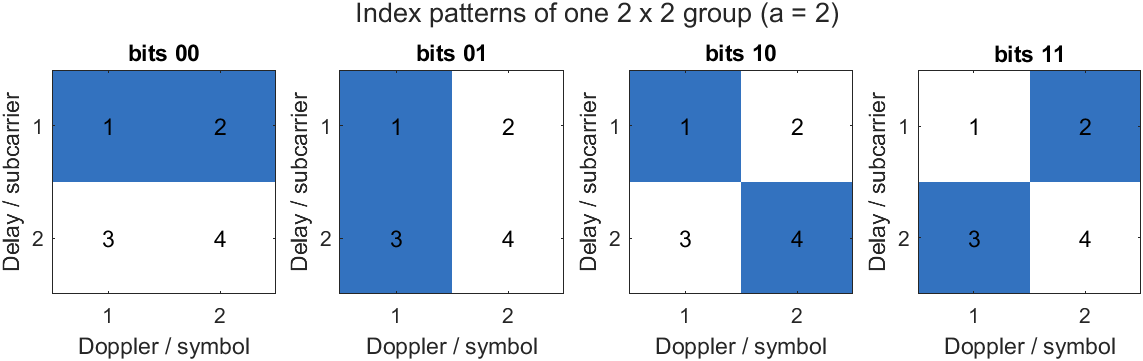 Index patterns of one 2 x 2 group (a = 2)
bits 00
bits 01
bits 10
bits 11
Delay / subcarrier
1
2
1
2
3
4
1
2
Doppler / symbol
Delay / subcarrier
1
2
1
2
3
4
1
2
Doppler / symbol
Delay / subcarrier
1
2
1
2
3
4
1
2
Doppler / symbol
Delay / subcarrier
1
2
1
2
3
4
1
2
Doppler / symbol